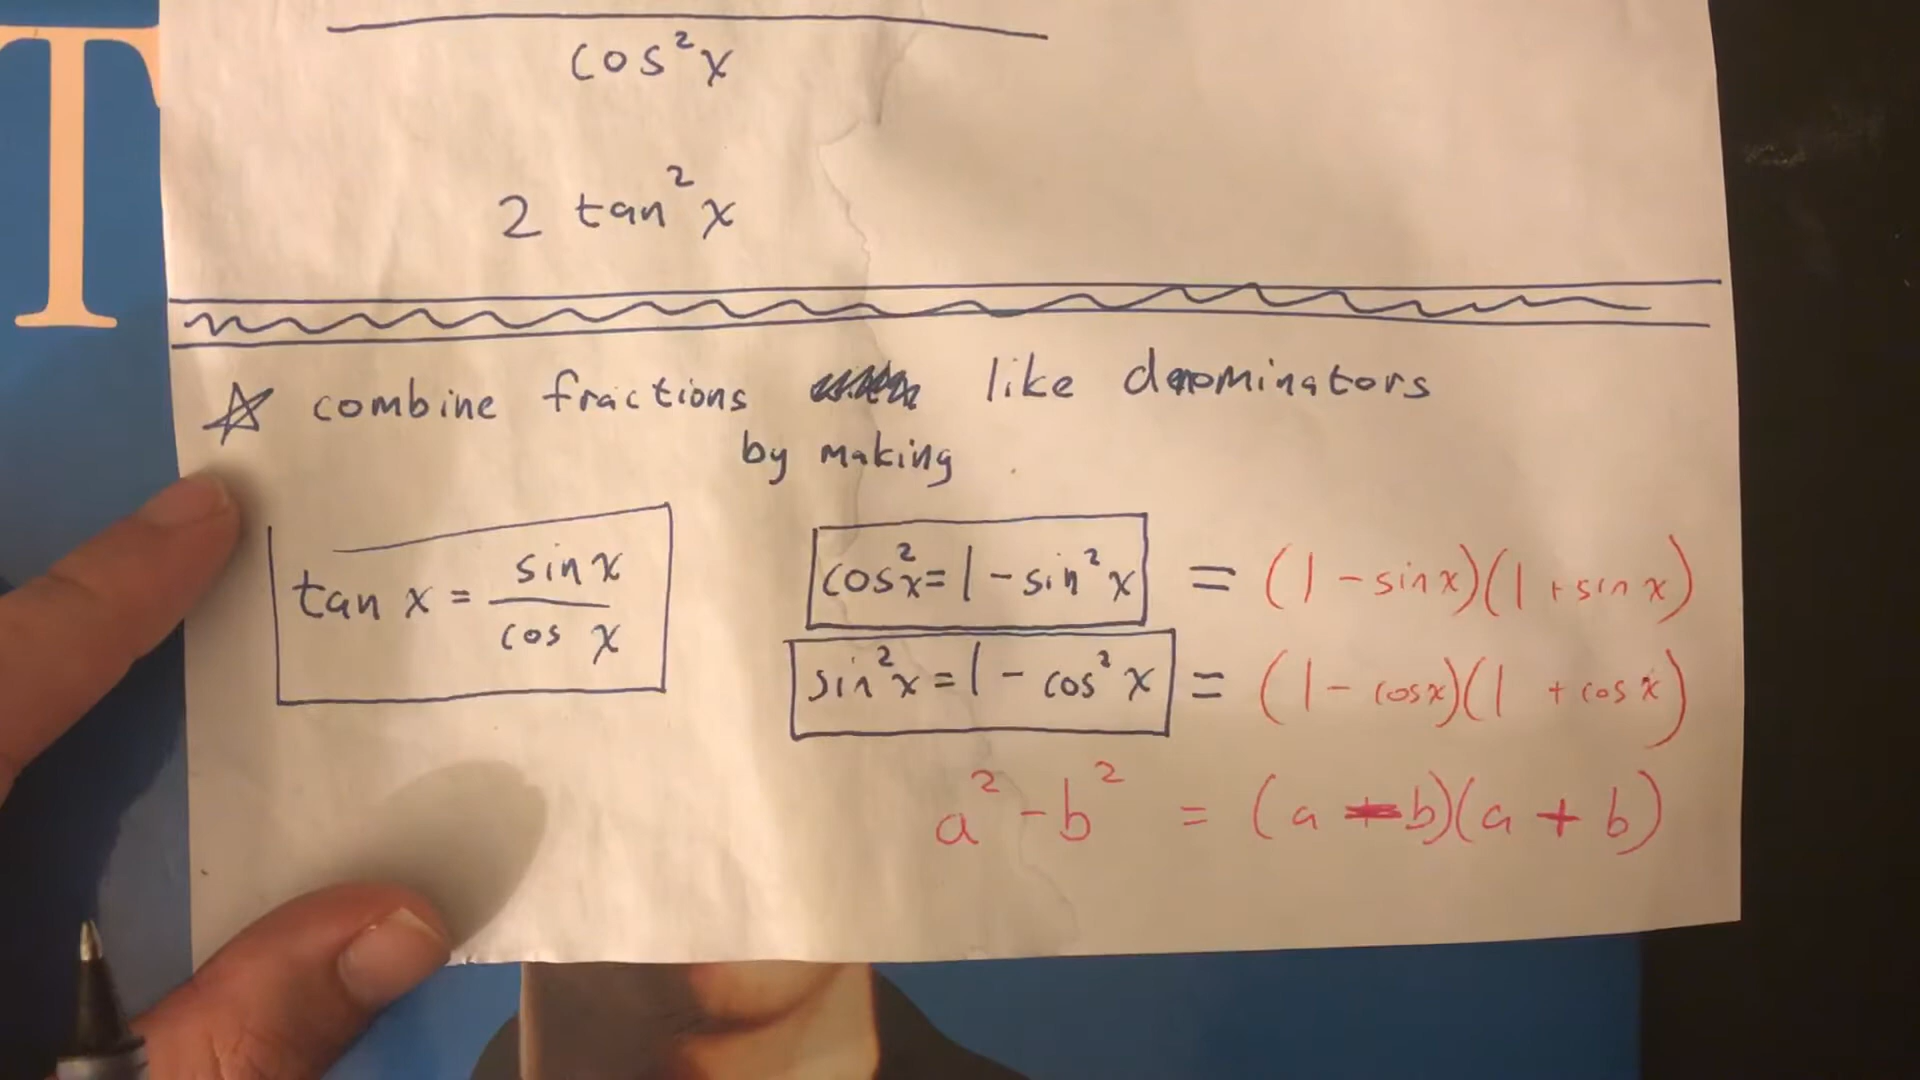 T
cos²x
2 tan²x
☆ combine fractions like denominators
by making
tan x = sin x / cos x
cos²x = 1 - sin²x = (1 - sin x)(1 + sin x)
sin²x = 1 - cos²x = (1 - cos x)(1 + cos x)
a² - b² = (a - b)(a + b)